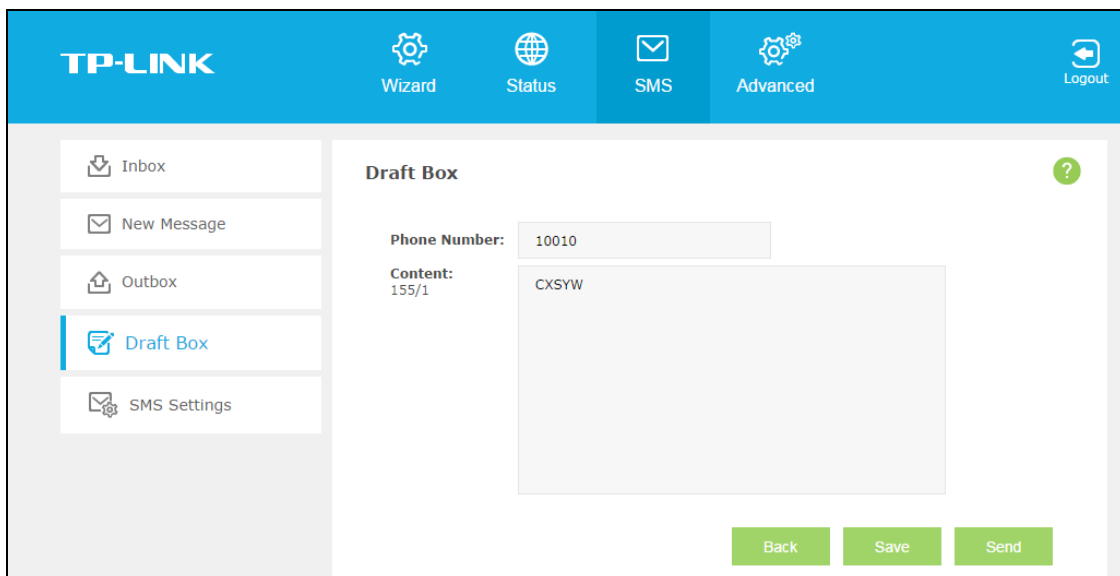 TP-LINK
Wizard
Status
SMS
Advanced
Logout
Inbox
New Message
Outbox
Draft Box
SMS Settings
Draft Box
?
Phone Number: 10010
Content: CXSYW
155/1
Back Save Send